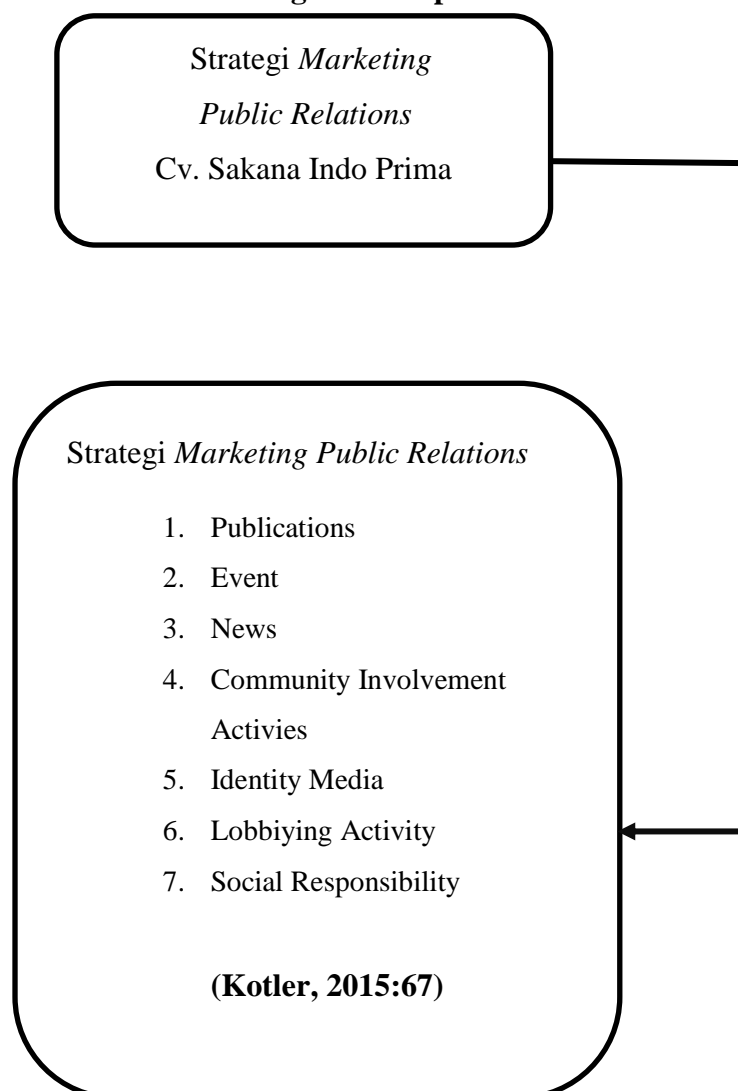 Strategi Marketing
Public Relations
Cv. Sakana Indo Prima
Strategi Marketing Public Relations
1. Publications
2. Event
3. News
4. Community Involvement
Activies
5. Identity Media
6. Lobbiying Activity
7. Social Responsibility
(Kotler, 2015:67)